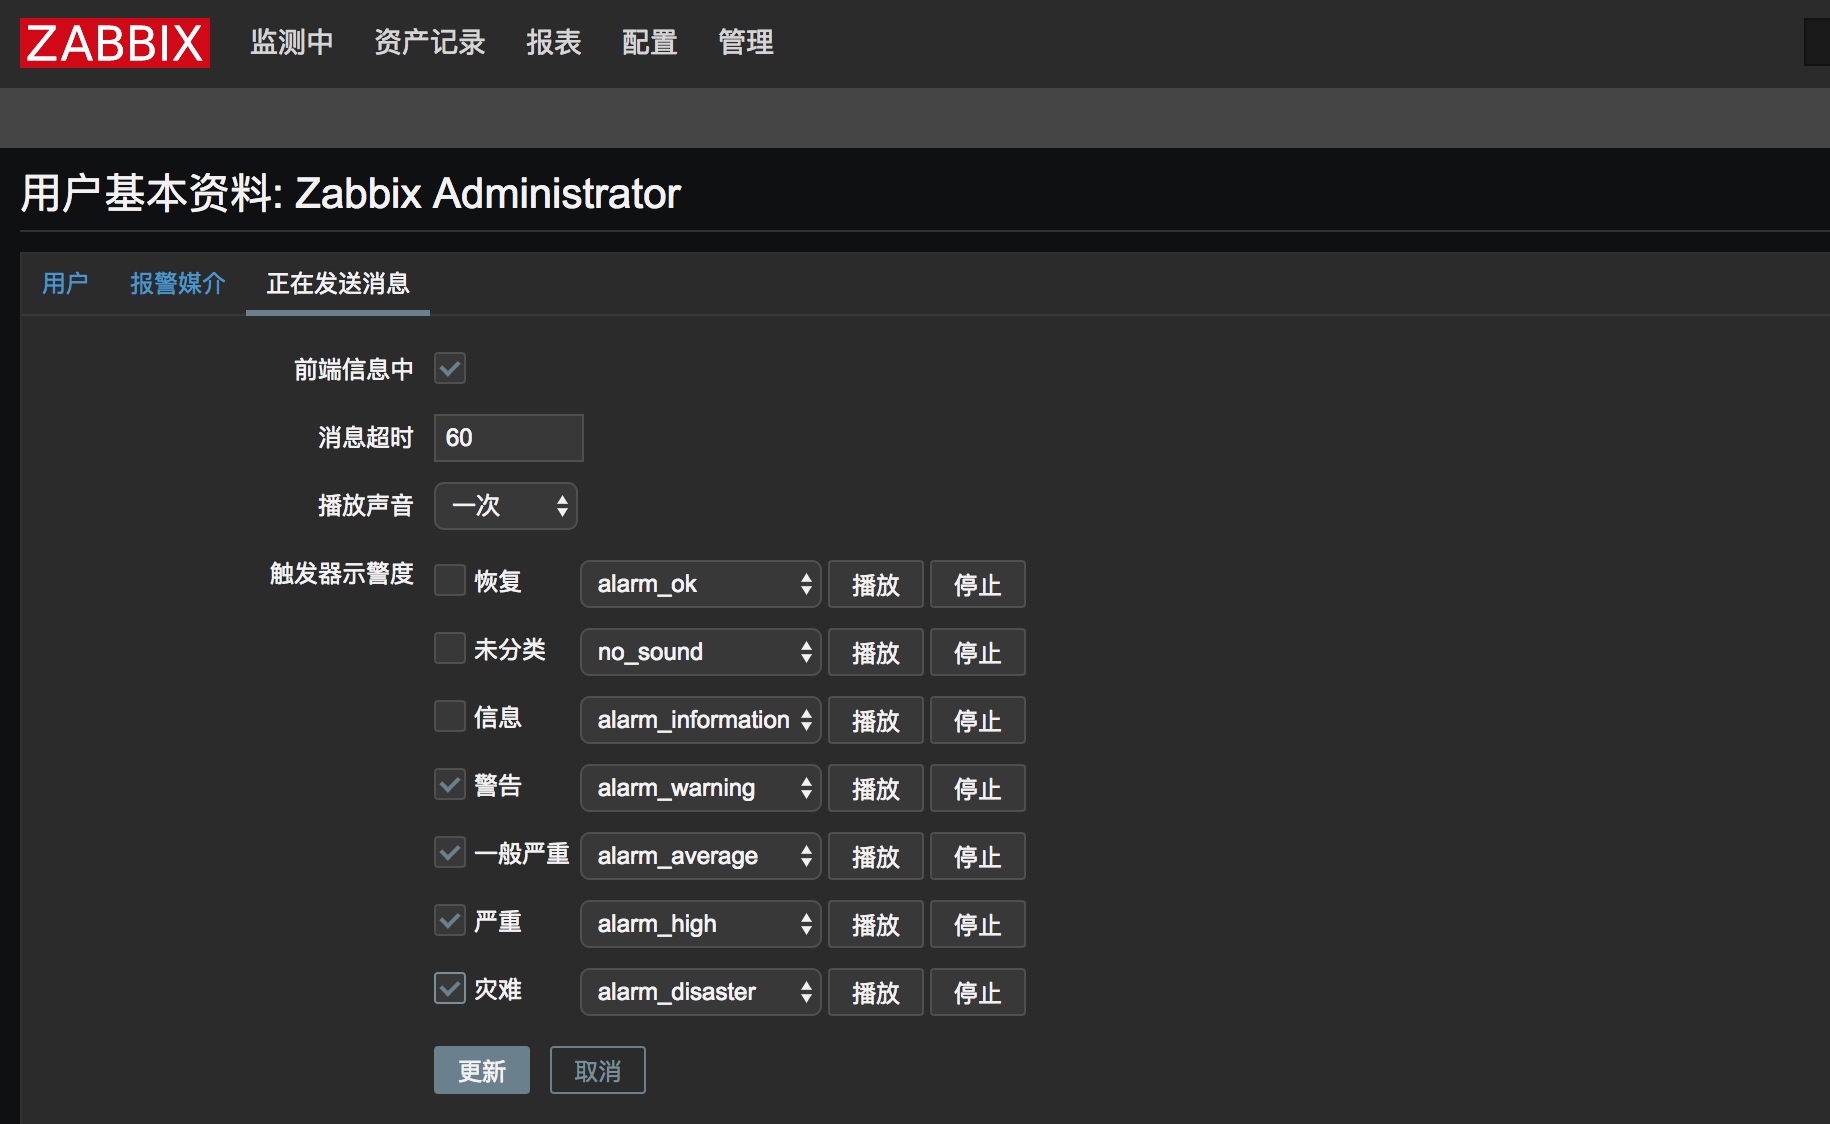 ZABBIX 监测中 资产记录 报表 配置 管理
用户基本资料: Zabbix Administrator
用户 报警媒介 正在发送消息
前端信息中
消息超时 60
播放声音 一次
触发器示警度 恢复 alarm_ok 播放 停止
未分类 no_sound 播放 停止
信息 alarm_information 播放 停止
警告 alarm_warning 播放 停止
一般严重 alarm_average 播放 停止
严重 alarm_high 播放 停止
灾难 alarm_disaster 播放 停止
更新 取消